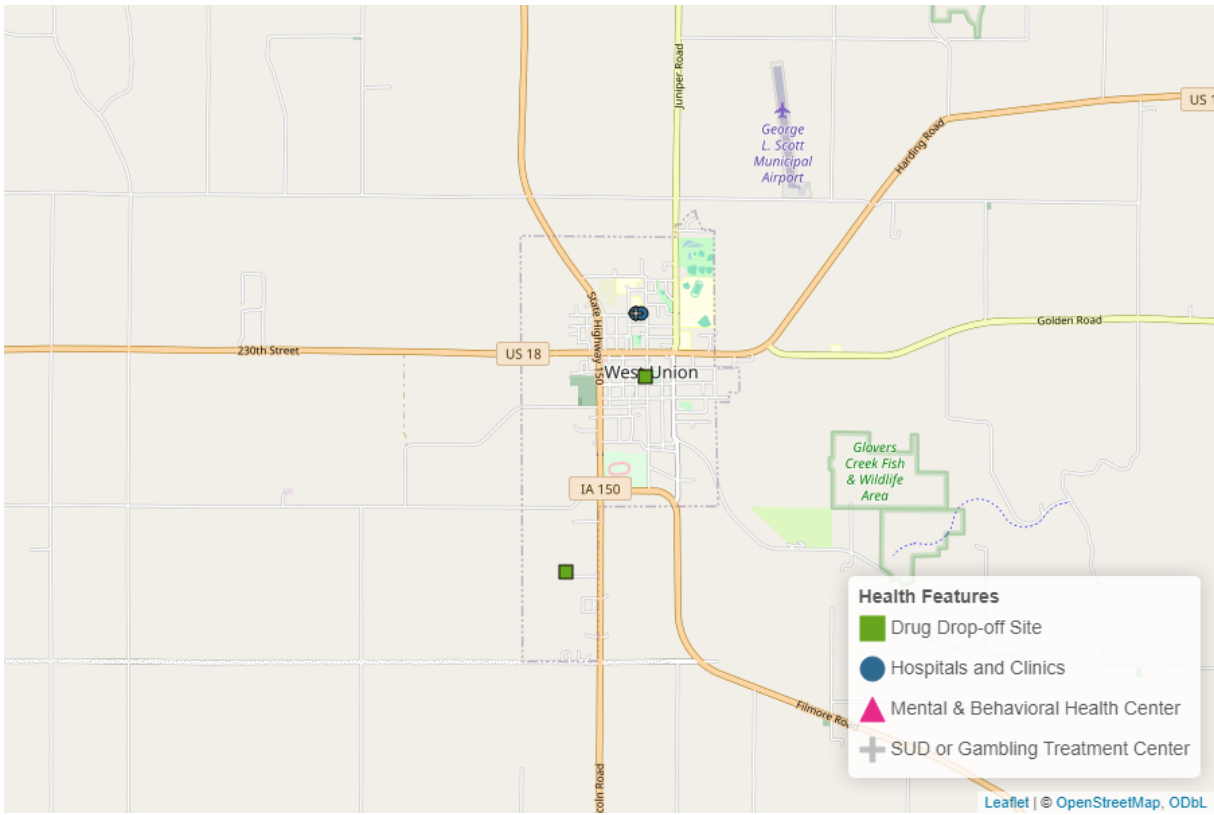 Juniper Road
US 1
George
L. Scott
Municipal
Airport
Harding Road
State Highway 150
Golden Road
230th Street
US 18
West Union
Glovers
Creek Fish
& Wildlife
Area
IA 150
Health Features
Drug Drop-off Site
Hospitals and Clinics
Mental & Behavioral Health Center
SUD or Gambling Treatment Center
Filmore Road
coln Road
Leaflet | © OpenStreetMap, ODbL